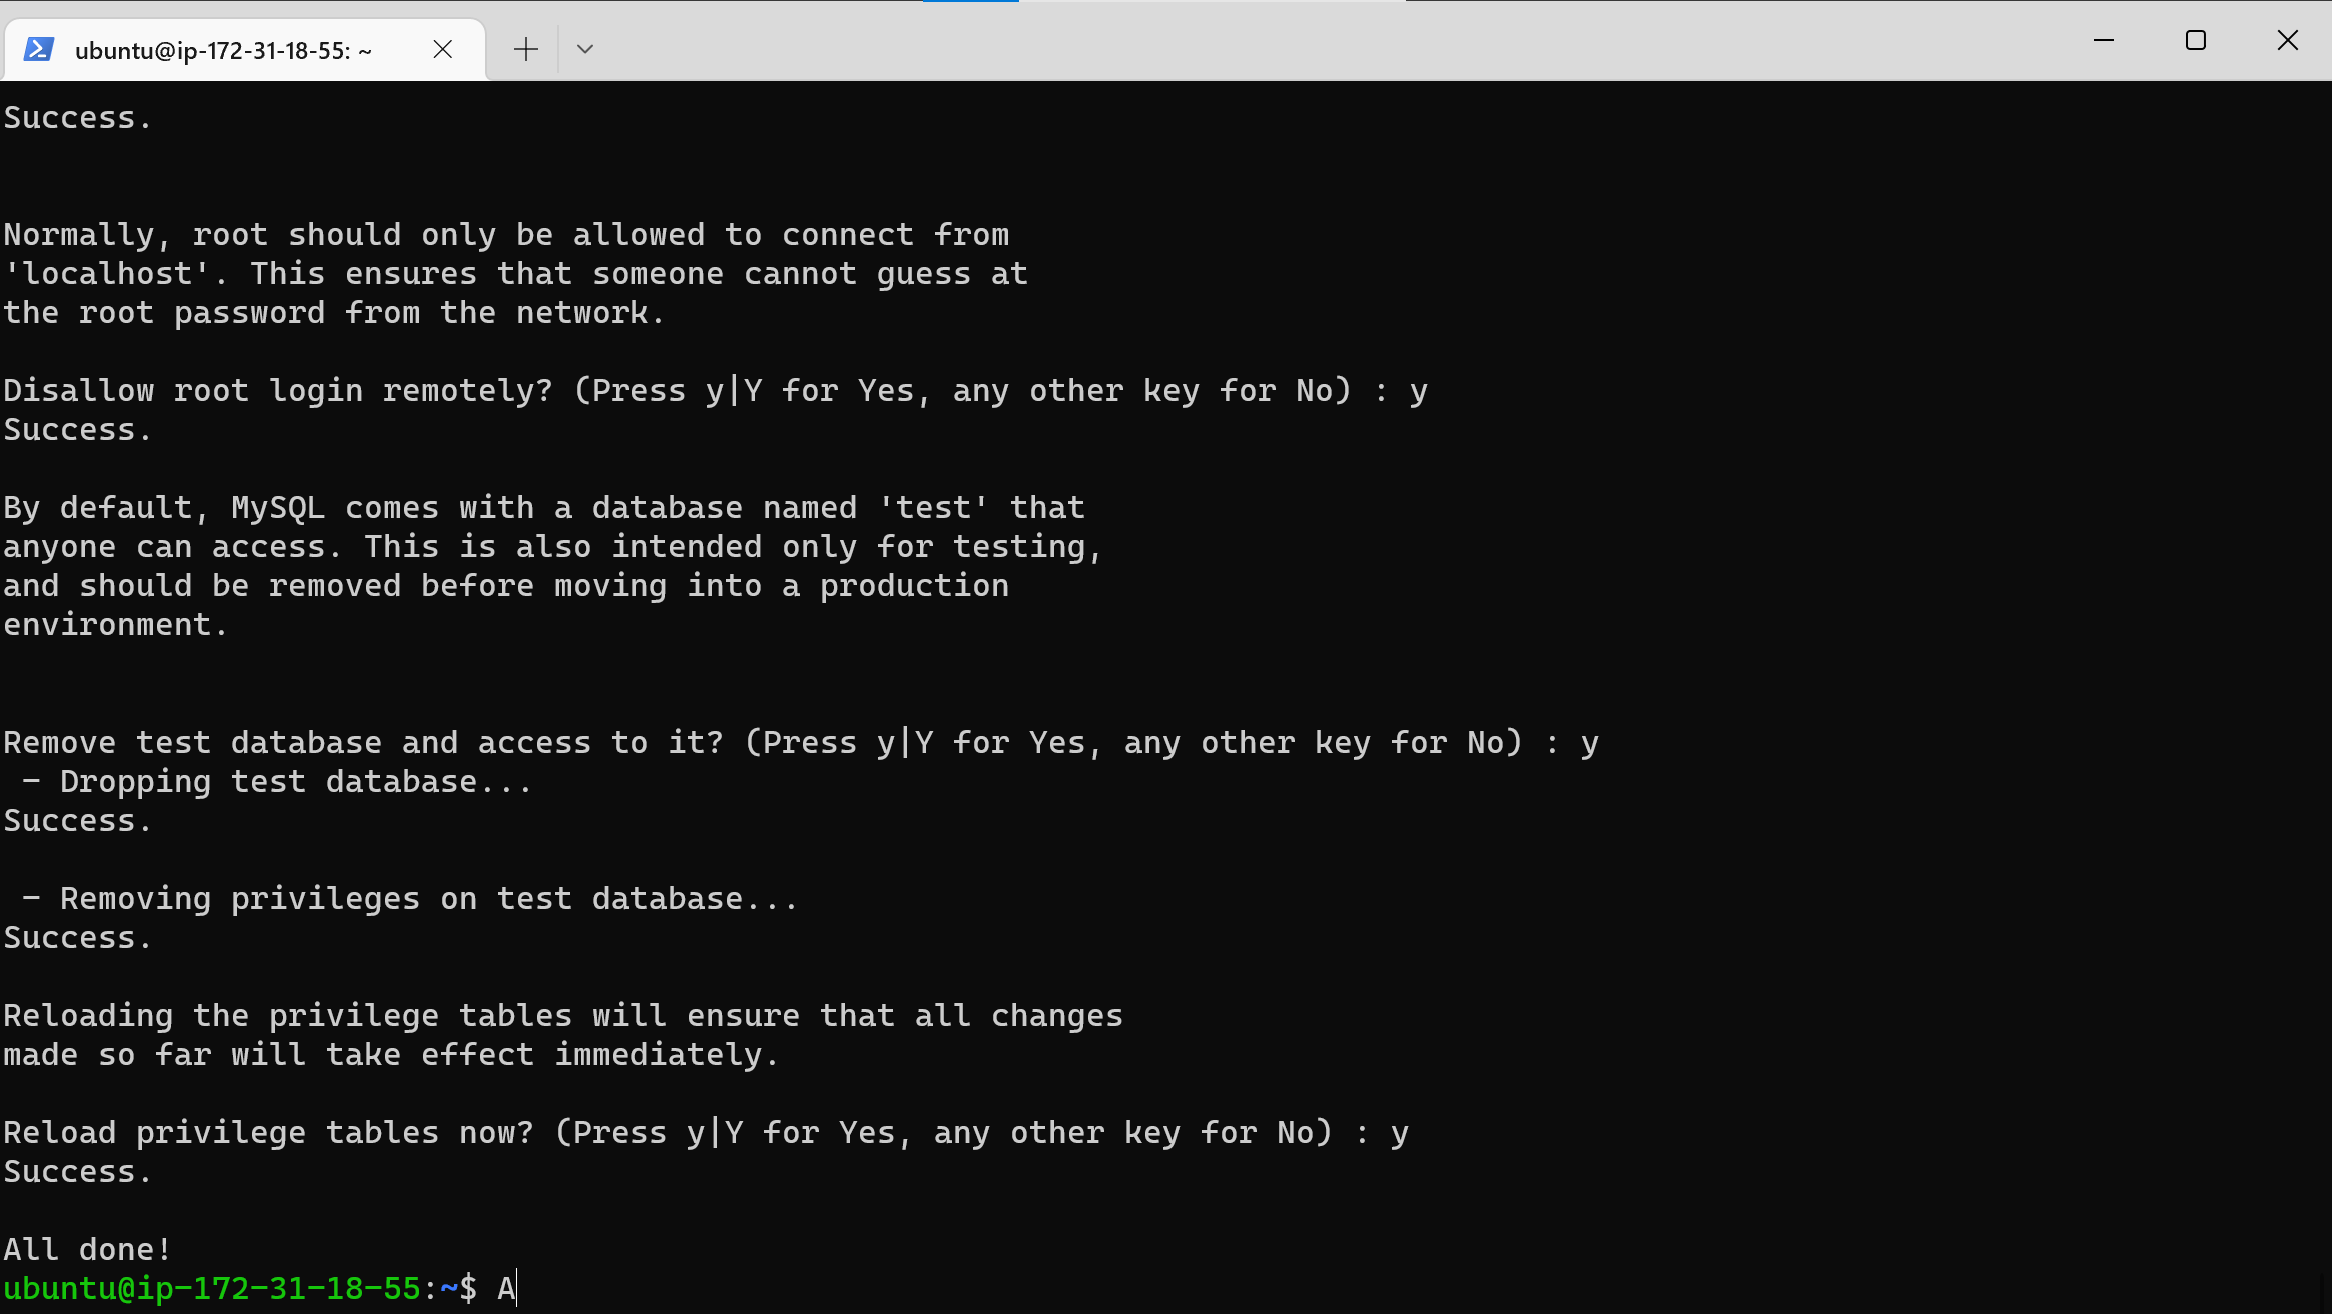 ubuntu@ip-172-31-18-55: ~
Success.
Normally, root should only be allowed to connect from
'localhost'. This ensures that someone cannot guess at
the root password from the network.
Disallow root login remotely? (Press y|Y for Yes, any other key for No) : y
Success.
By default, MySQL comes with a database named 'test' that
anyone can access. This is also intended only for testing,
and should be removed before moving into a production
environment.
Remove test database and access to it? (Press y|Y for Yes, any other key for No) : y
 - Dropping test database...
Success.
 - Removing privileges on test database...
Success.
Reloading the privilege tables will ensure that all changes
made so far will take effect immediately.
Reload privilege tables now? (Press y|Y for Yes, any other key for No) : y
Success.
All done!
ubuntu@ip-172-31-18-55:~$ A